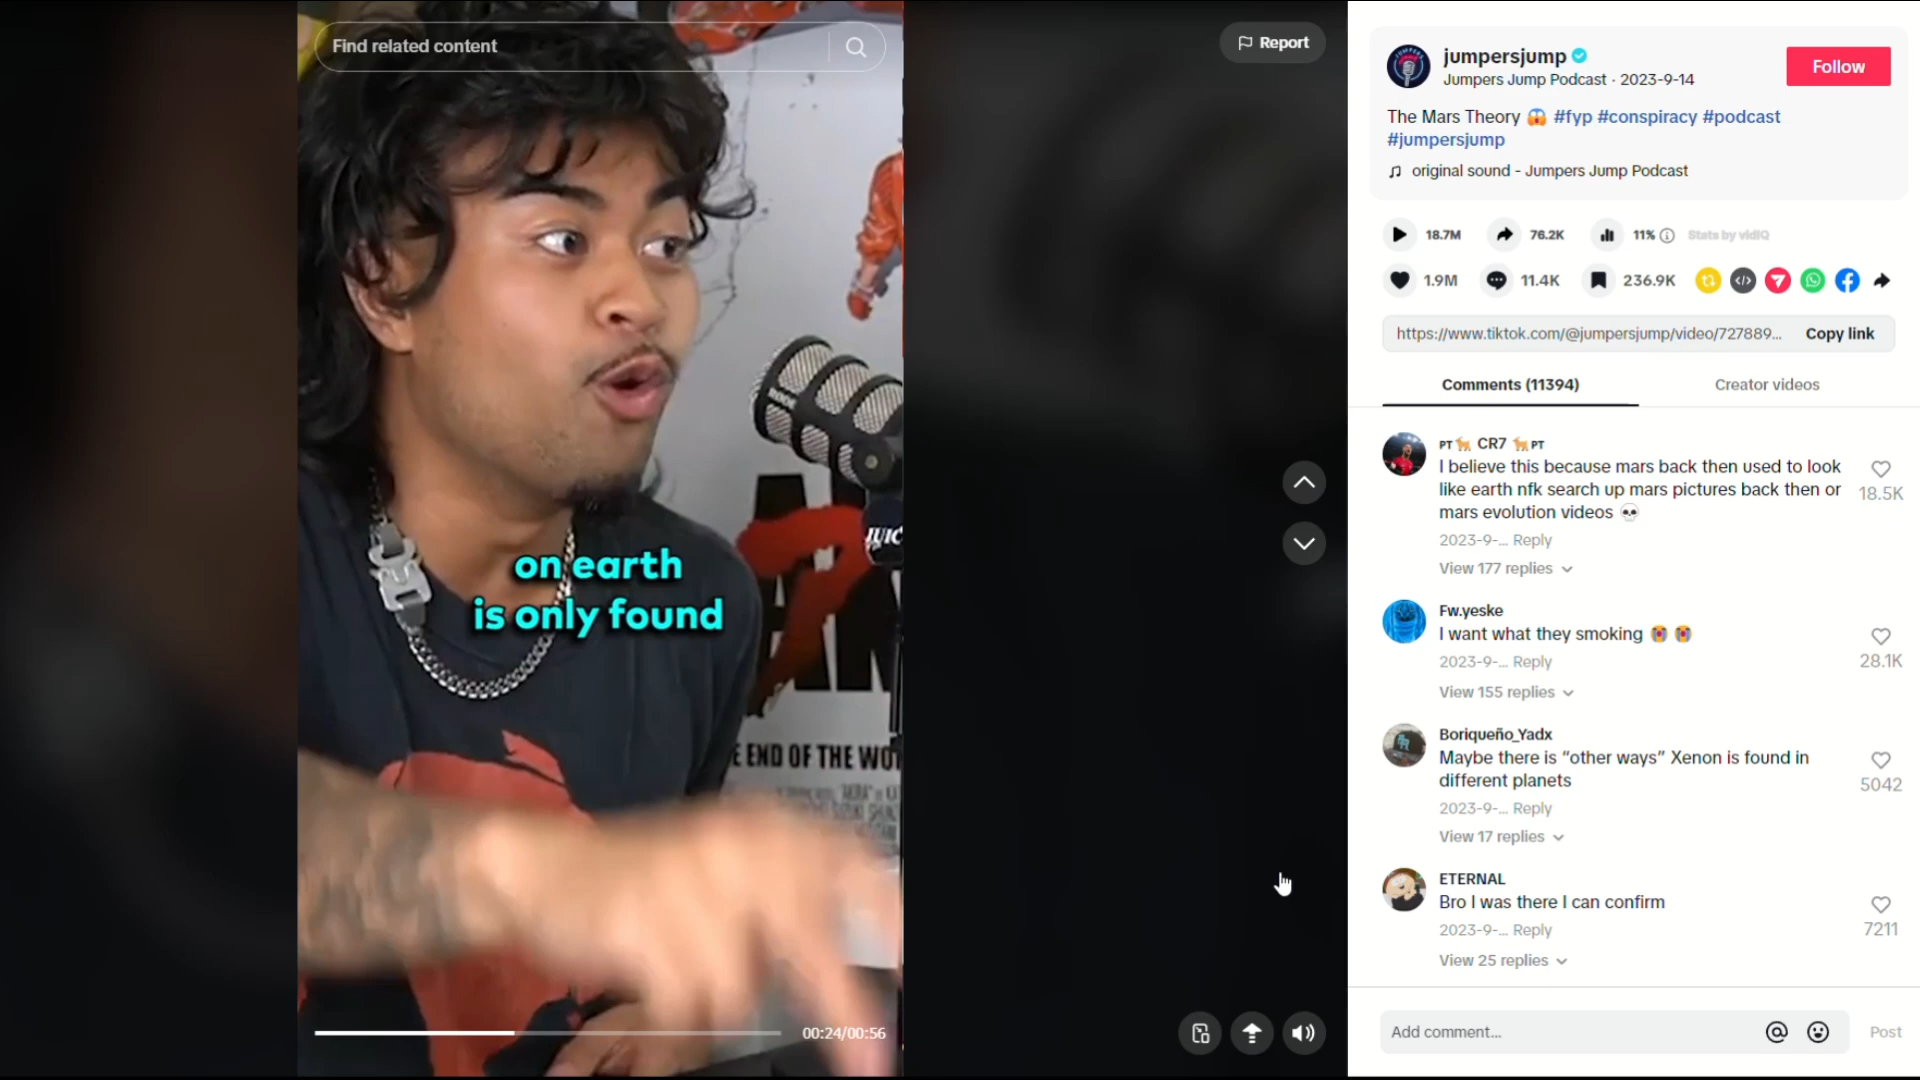 Find related content
Report
on earth
is only found
E END OF THE WO
AKIRA
JUIC
RODE
00:24/00:56
jumpersjump
Jumpers Jump Podcast · 2023-9-14
Follow
The Mars Theory 😱 #fyp #conspiracy #podcast
#jumpersjump
original sound - Jumpers Jump Podcast
18.7M
76.2K
11%
Stats by vidIQ
1.9M
11.4K
236.9K
https://www.tiktok.com/@jumpersjump/video/727889...
Copy link
Comments (11394)
Creator videos
PT🐐 CR7 🐐PT
I believe this because mars back then used to look
like earth nfk search up mars pictures back then or
mars evolution videos 💀
18.5K
2023-9-... Reply
View 177 replies
Fw.yeske
I want what they smoking 😭 😭
28.1K
2023-9-... Reply
View 155 replies
Boriqueño_Yadx
Maybe there is “other ways” Xenon is found in
different planets
5042
2023-9-... Reply
View 17 replies
ETERNAL
Bro I was there I can confirm
7211
2023-9-... Reply
View 25 replies
Add comment...
Post